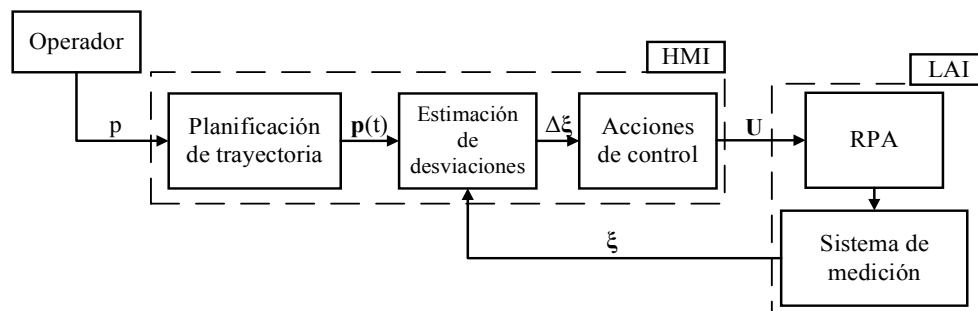 Operador
HMI
LAI
p
Planificación
de trayectoria
p(t)
Estimación
de
desviaciones
Δξ
Acciones
de control
U
RPA
ξ
Sistema de
medición